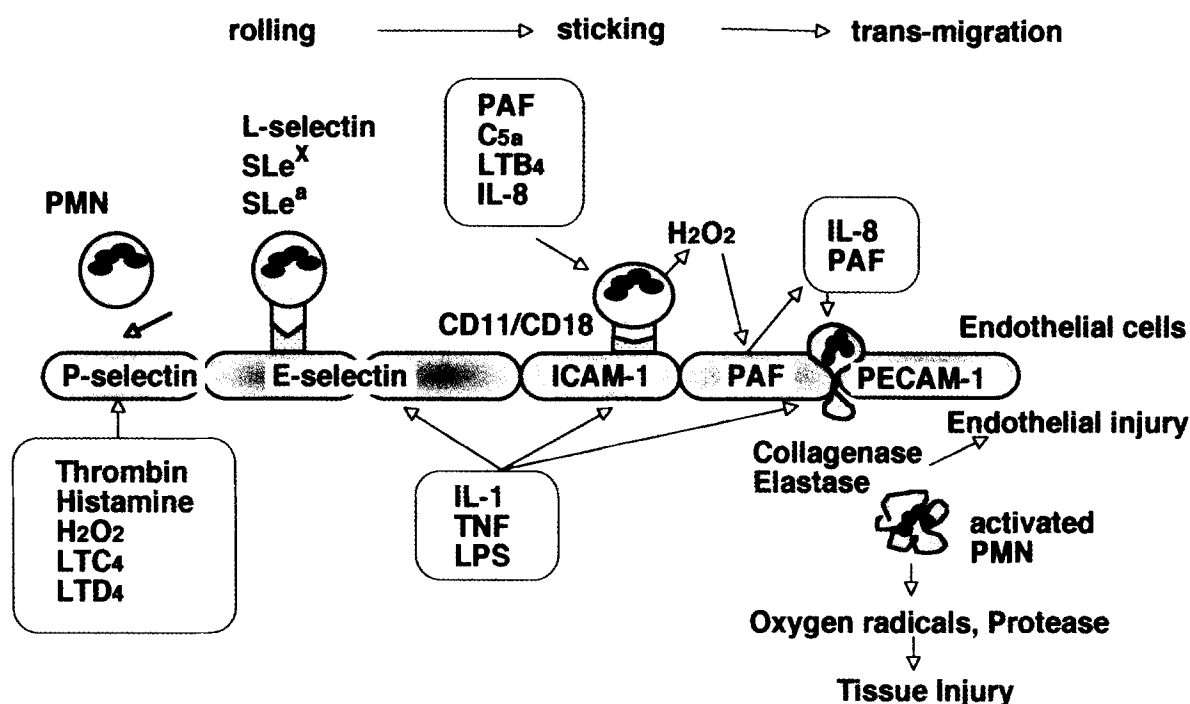 rolling
sticking
trans-migration
PAF
C5a
LTB4
IL-8
L-selectin
SLeX
SLea
PMN
H2O2
IL-8
PAF
CD11/CD18
Endothelial cells
P-selectin
E-selectin
ICAM-1
PAF
PECAM-1
Endothelial injury
Collagenase
Elastase
Thrombin
Histamine
H2O2
LTC4
LTD4
IL-1
TNF
LPS
activated
PMN
Oxygen radicals, Protease
Tissue Injury